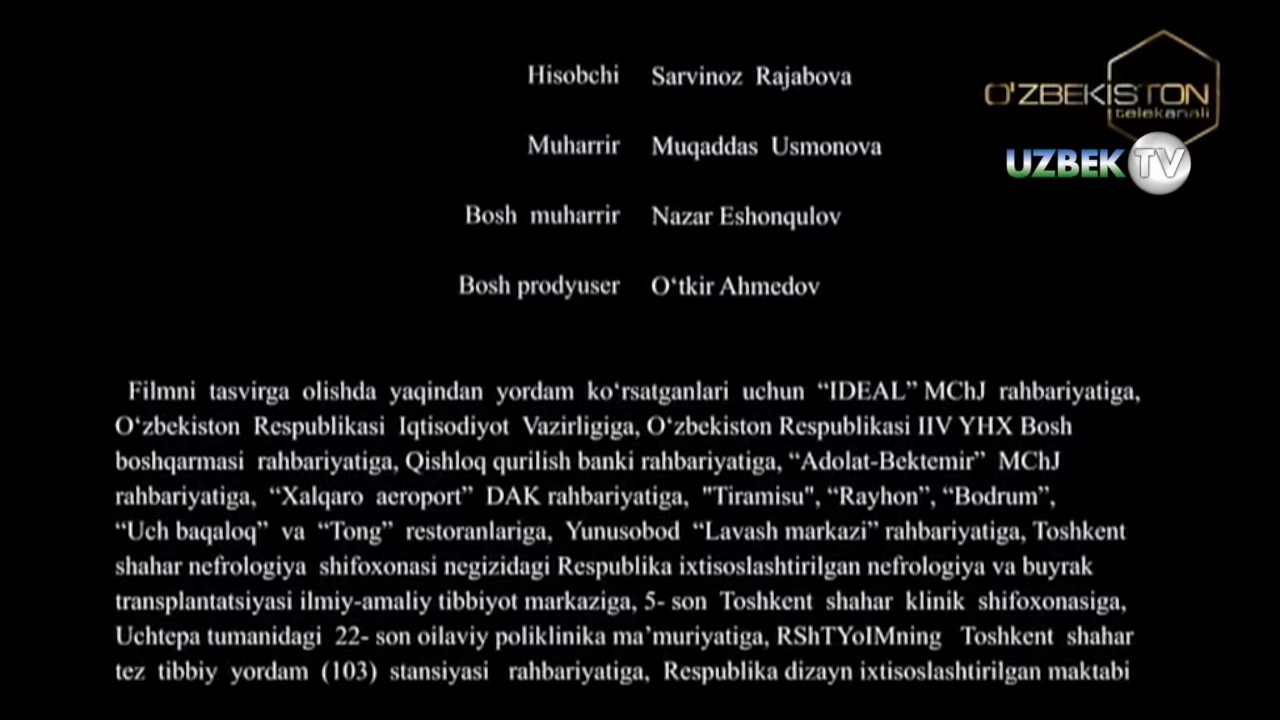 Hisobchi Sarvinoz Rajabova
O'ZBEKISTON
telekanali
Muharrir Muqaddas Usmonova
UZBEK TV
Bosh muharrir Nazar Eshonqulov
Bosh prodyuser O‘tkir Ahmedov
Filmni tasvirga olishda yaqindan yordam ko‘rsatganlari uchun “IDEAL” MChJ rahbariyatiga,
O‘zbekiston Respublikasi Iqtisodiyot Vazirligiga, O‘zbekiston Respublikasi IIV YHX Bosh
boshqarmasi rahbariyatiga, Qishloq qurilish banki rahbariyatiga, “Adolat-Bektemir” MChJ
rahbariyatiga, “Xalqaro aeroport” DAK rahbariyatiga, "Tiramisu", “Rayhon”, “Bodrum”,
“Uch baqaloq” va “Tong” restoranlariga, Yunusobod “Lavash markazi” rahbariyatiga, Toshkent
shahar nefrologiya shifoxonasi negizidagi Respublika ixtisoslashtirilgan nefrologiya va buyrak
transplantatsiyasi ilmiy-amaliy tibbiyot markaziga, 5- son Toshkent shahar klinik shifoxonasiga,
Uchtepa tumanidagi 22- son oilaviy poliklinika ma’muriyatiga, RShTYoIMning Toshkent shahar
tez tibbiy yordam (103) stansiyasi rahbariyatiga, Respublika dizayn ixtisoslashtirilgan maktabi